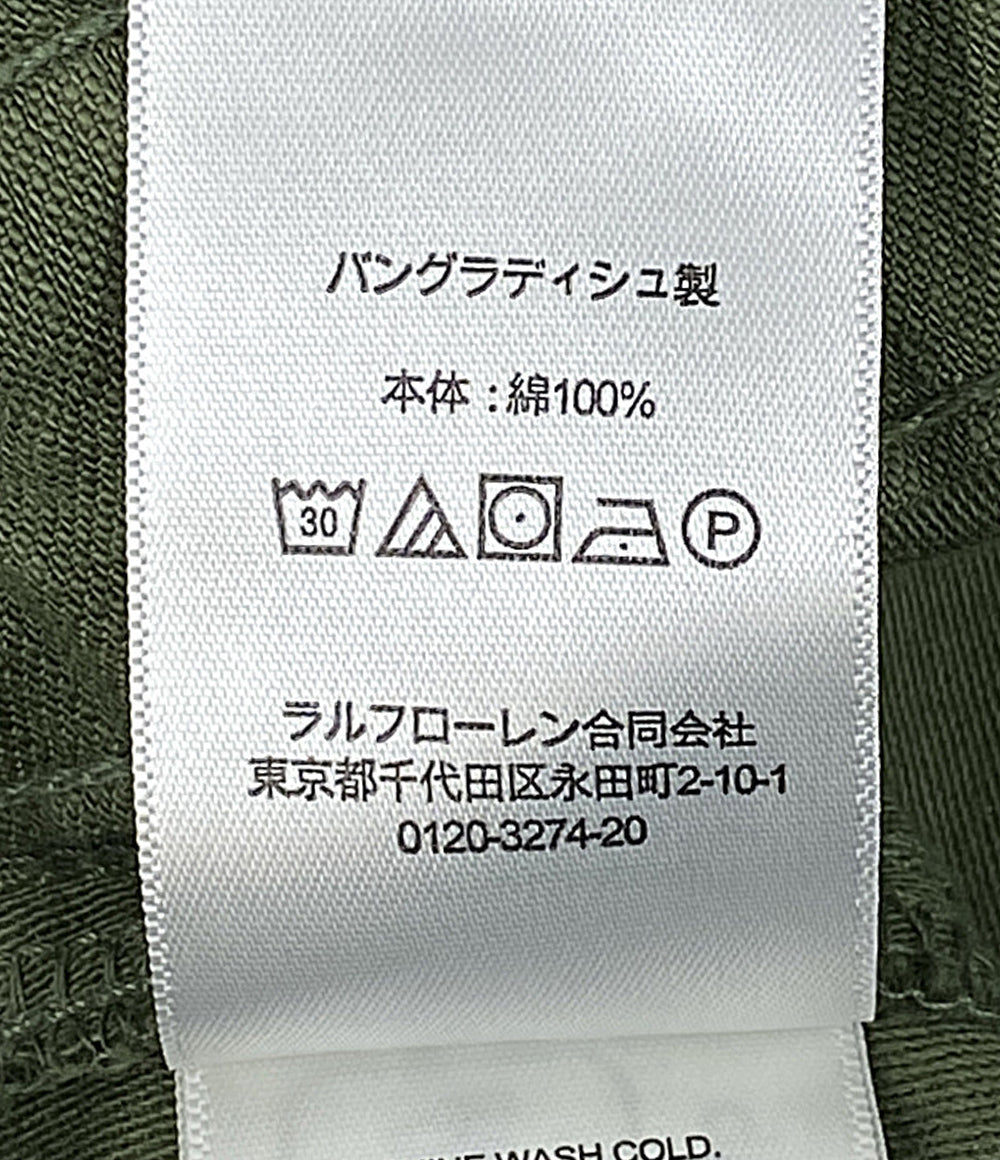 バングラディシュ製
本体：綿100%
30 P
ラルフローレン合同会社
東京都千代田区永田町2-10-1
0120-3274-20
WASH COLD.